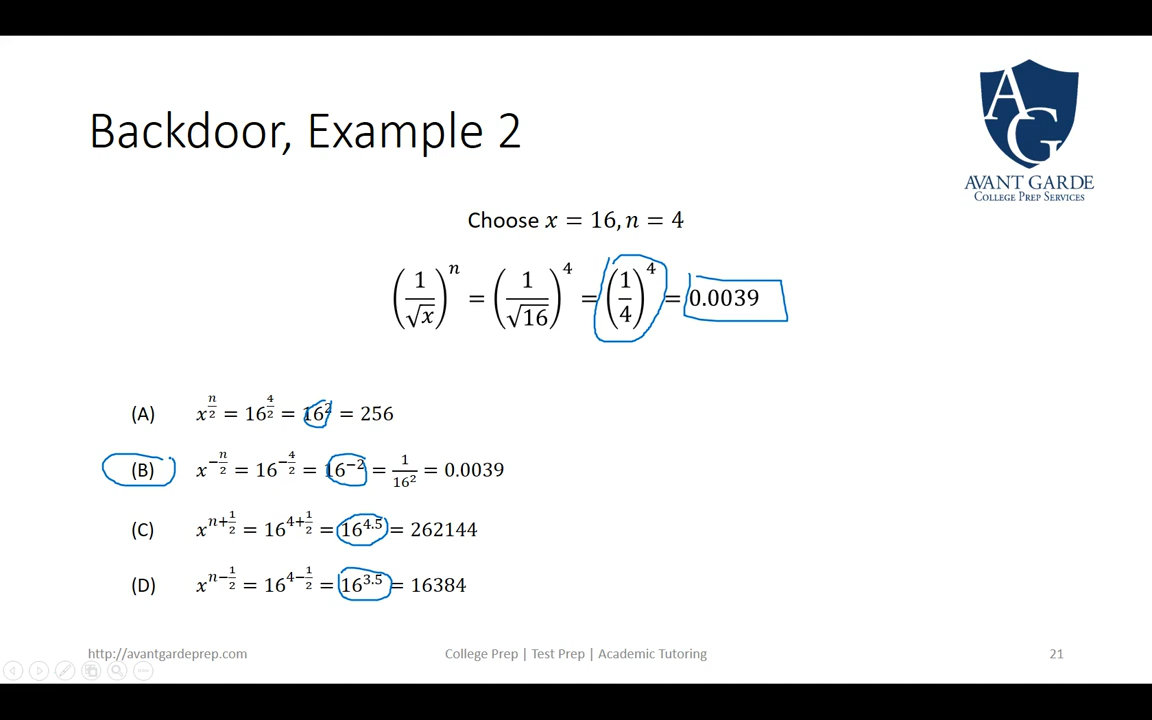 Backdoor, Example 2
AG
AVANT GARDE
COLLEGE PREP SERVICES
Choose x = 16, n = 4
(1/√x)^n = (1/√16)^4 = (1/4)^4 = 0.0039
(A) x^(n/2) = 16^(4/2) = 16^2 = 256
(B) x^(−n/2) = 16^(−4/2) = 16^(−2) = 1/16^2 = 0.0039
(C) x^(n+1/2) = 16^(4+1/2) = 16^4.5 = 262144
(D) x^(n−1/2) = 16^(4−1/2) = 16^3.5 = 16384
http://avantgardeprep.com College Prep | Test Prep | Academic Tutoring 21